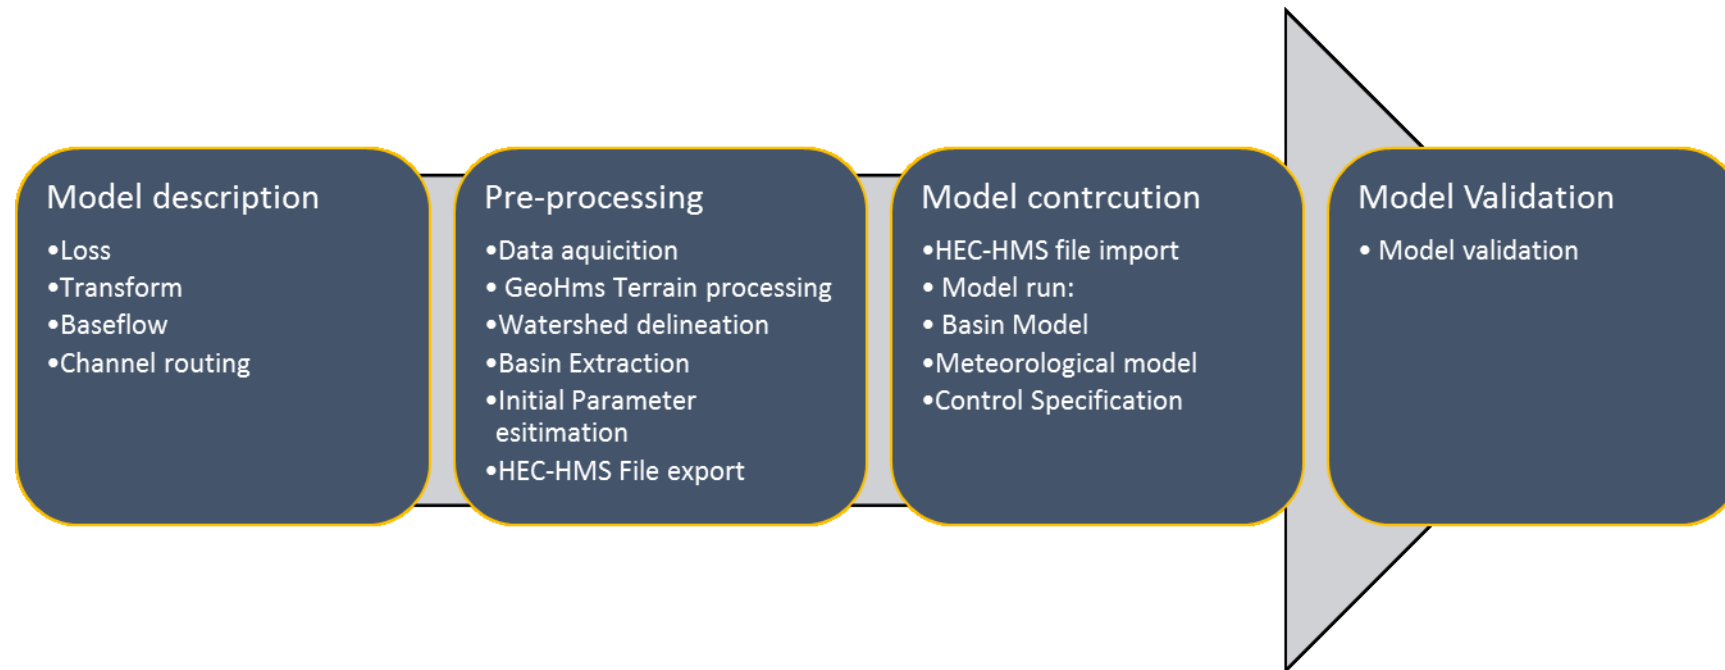 Model description
•Loss
•Transform
•Baseflow
•Channel routing
Pre-processing
•Data aquicition
• GeoHms Terrain processing
•Watershed delineation
•Basin Extraction
•Initial Parameter
esitimation
•HEC-HMS File export
Model contrcution
•HEC-HMS file import
• Model run:
• Basin Model
•Meteorological model
•Control Specification
Model Validation
• Model validation